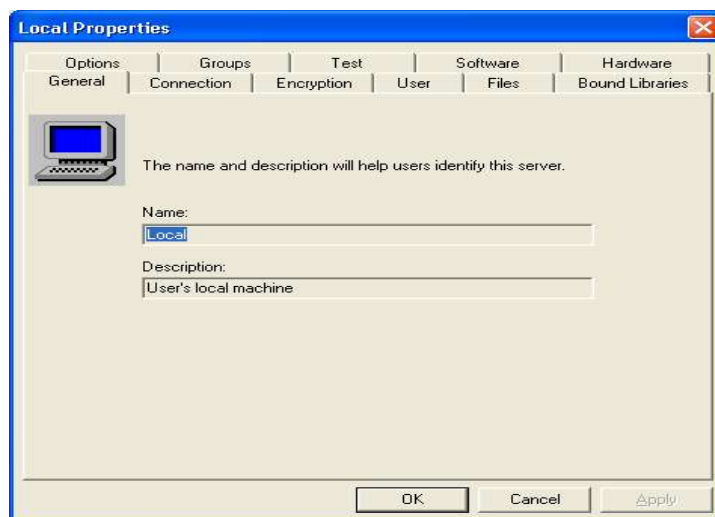 Local Properties
Options Groups Test Software Hardware
General Connection Encryption User Files Bound Libraries
The name and description will help users identify this server.
Name:
Local
Description:
User's local machine
OK Cancel Apply